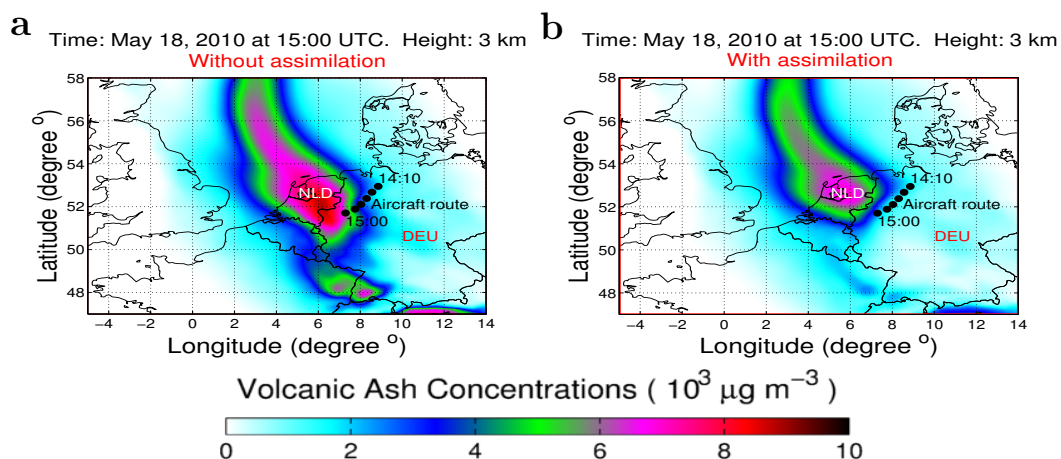 a
Time: May 18, 2010 at 15:00 UTC. Height: 3 km
Without assimilation
58
56
54
52
50
48
−4 −2 0 2 4 6 8 10 12 14
Latitude (degree °)
Longitude (degree °)
NLD
14:10
Aircraft route
15:00
DEU
b
Time: May 18, 2010 at 15:00 UTC. Height: 3 km
With assimilation
58
56
54
52
50
48
−4 −2 0 2 4 6 8 10 12 14
Latitude (degree °)
Longitude (degree °)
NLD
14:10
Aircraft route
15:00
DEU
Volcanic Ash Concentrations ( 10³ μg m⁻³ )
0 2 4 6 8 10